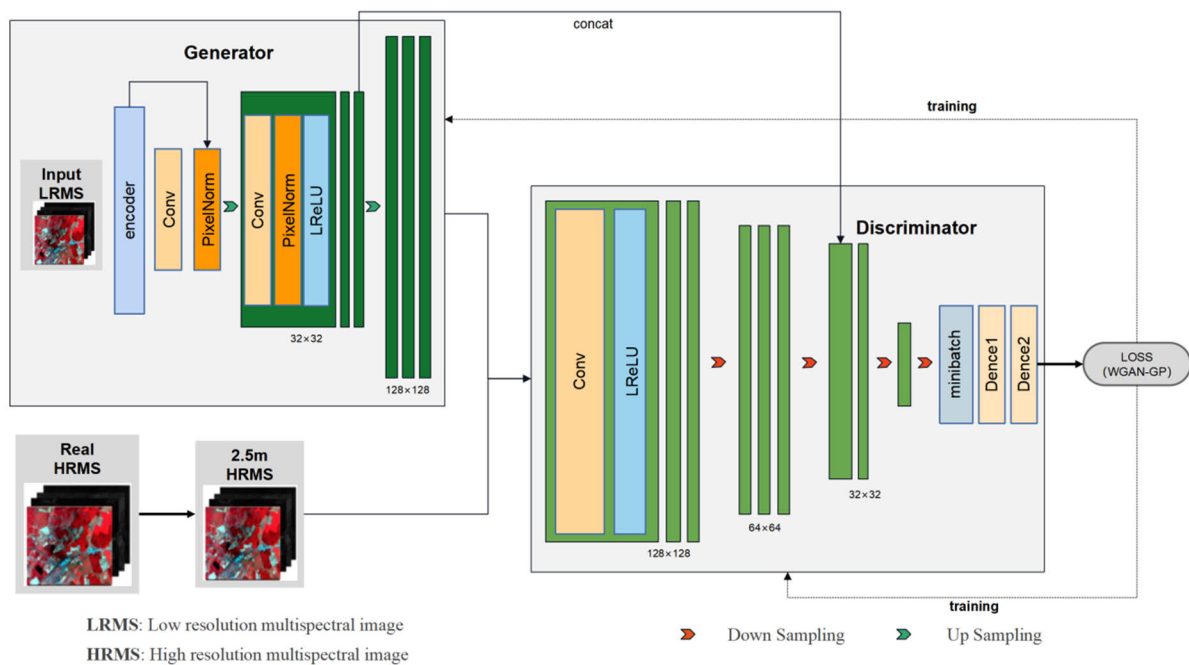 concat
Generator
training
Input
LRMS
encoder
Conv
PixelNorm
Conv
PixelNorm
LReLU
32×32
128×128
Discriminator
Conv
LReLU
128×128
64×64
32×32
minibatch
Dence1
Dence2
LOSS
(WGAN-GP)
Real
HRMS
2.5m
HRMS
training
LRMS: Low resolution multispectral image
HRMS: High resolution multispectral image
Down Sampling
Up Sampling